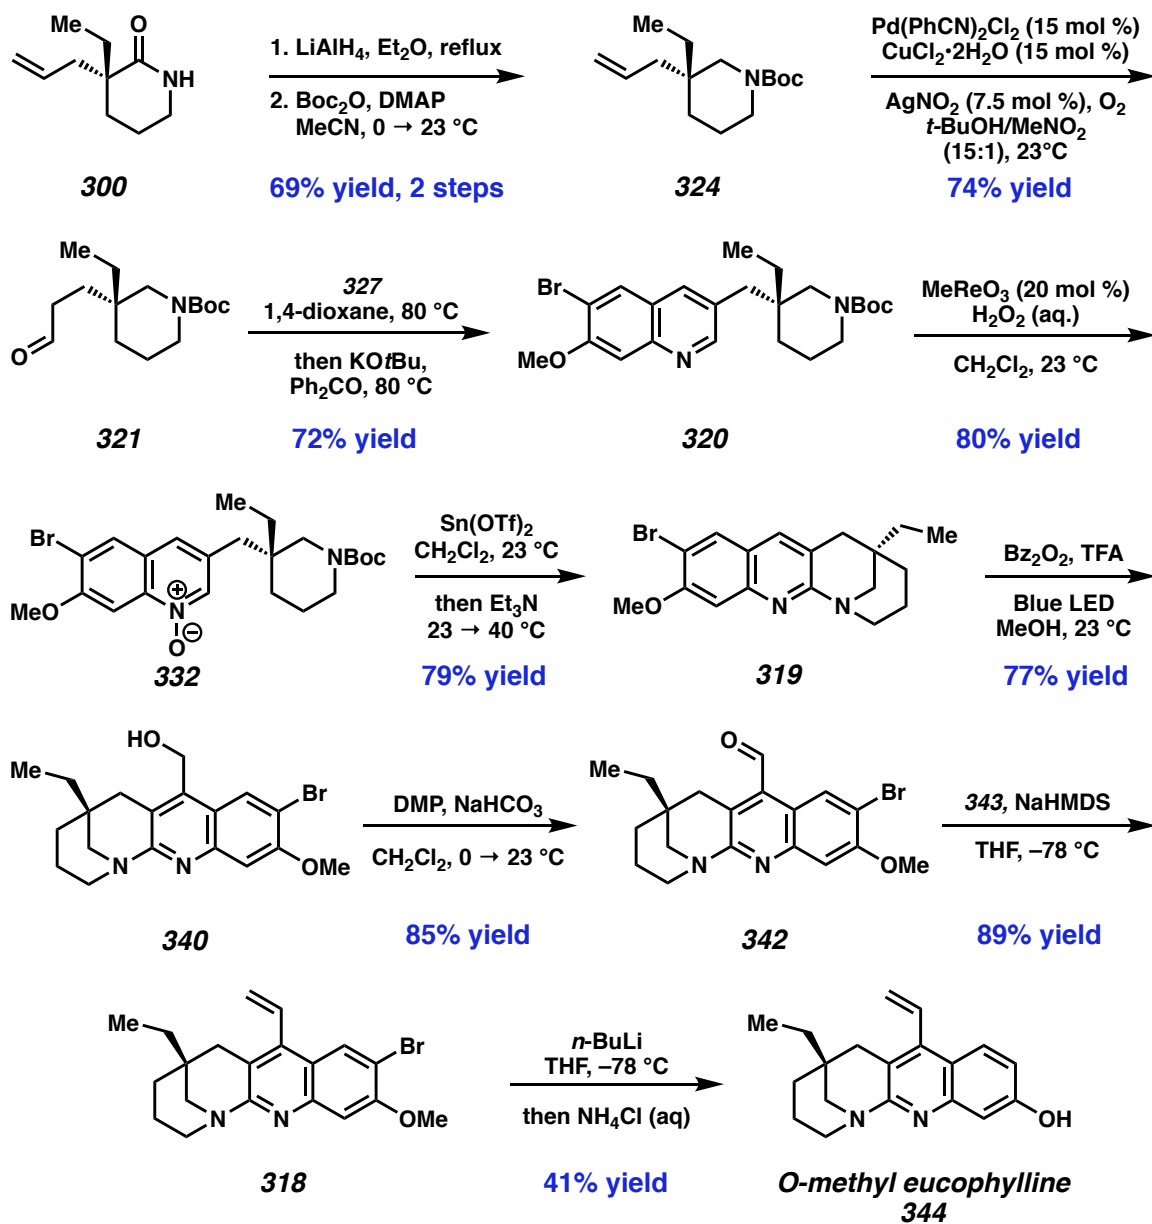 Me
O
NH
300
1. LiAlH4, Et2O, reflux
2. Boc2O, DMAP
MeCN, 0 → 23 °C
69% yield, 2 steps
Me
NBoc
324
Pd(PhCN)2Cl2 (15 mol %)
CuCl2•2H2O (15 mol %)
AgNO2 (7.5 mol %), O2
t-BuOH/MeNO2
(15:1), 23°C
74% yield
Me
NBoc
O
321
327
1,4-dioxane, 80 °C
then KOtBu,
Ph2CO, 80 °C
72% yield
Me
Br
NBoc
MeO
N
320
MeReO3 (20 mol %)
H2O2 (aq.)
CH2Cl2, 23 °C
80% yield
Me
Br
NBoc
MeO
N
+
O
−
332
Sn(OTf)2
CH2Cl2, 23 °C
then Et3N
23 → 40 °C
79% yield
Br
Me
MeO
N
N
319
Bz2O2, TFA
Blue LED
MeOH, 23 °C
77% yield
HO
Me
Br
N
N
OMe
340
DMP, NaHCO3
CH2Cl2, 0 → 23 °C
85% yield
O
Me
Br
N
N
OMe
342
343, NaHMDS
THF, –78 °C
89% yield
Me
Br
N
N
OMe
318
n-BuLi
THF, –78 °C
then NH4Cl (aq)
41% yield
Me
N
N
OH
O-methyl eucophylline
344